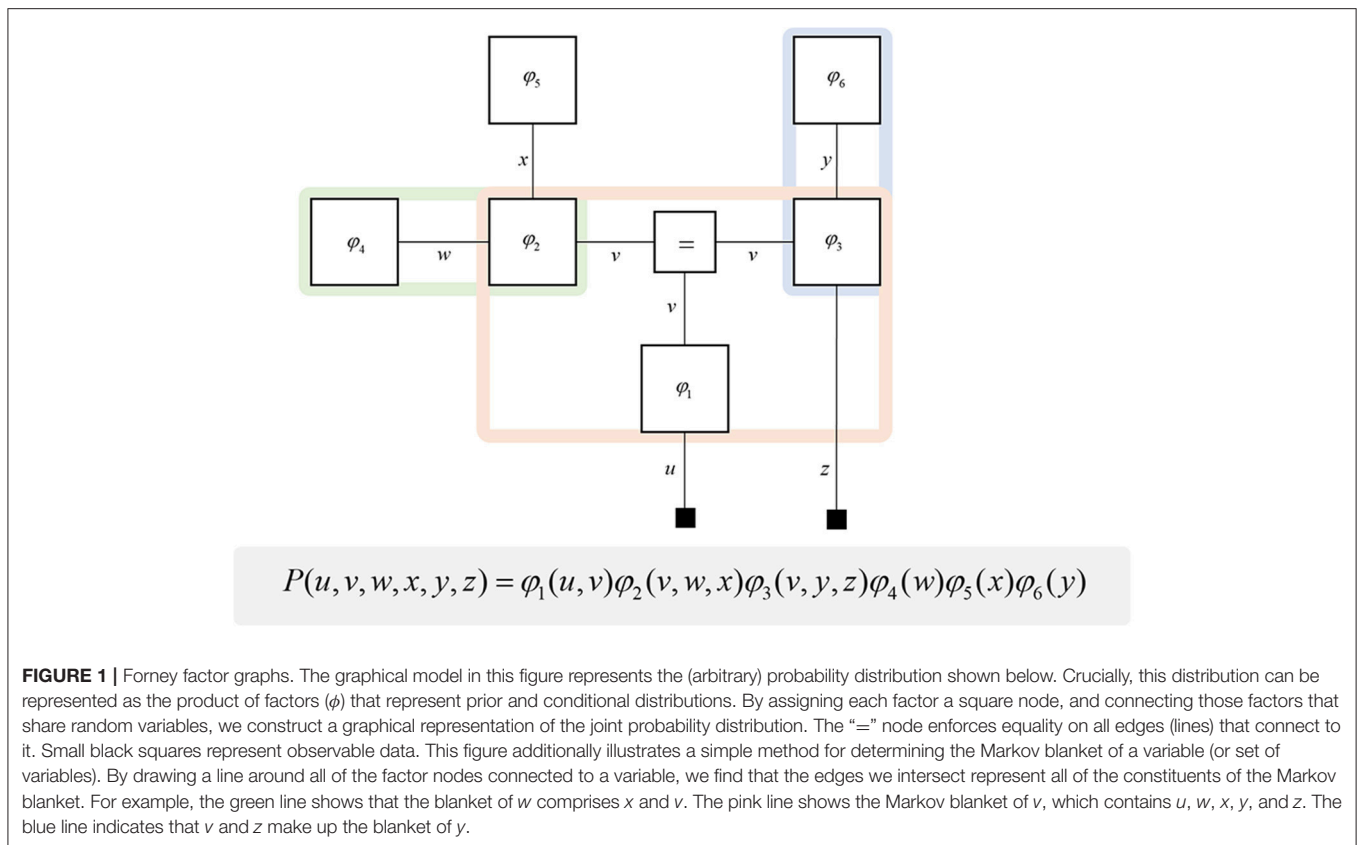 φ5
φ6
x
y
φ4
w
φ2
v
=
v
φ3
v
φ1
u
z
P(u, v, w, x, y, z) = φ1(u, v)φ2(v, w, x)φ3(v, y, z)φ4(w)φ5(x)φ6(y)
FIGURE 1 | Forney factor graphs. The graphical model in this figure represents the (arbitrary) probability distribution shown below. Crucially, this distribution can be
represented as the product of factors (ϕ) that represent prior and conditional distributions. By assigning each factor a square node, and connecting those factors that
share random variables, we construct a graphical representation of the joint probability distribution. The “=” node enforces equality on all edges (lines) that connect to
it. Small black squares represent observable data. This figure additionally illustrates a simple method for determining the Markov blanket of a variable (or set of
variables). By drawing a line around all of the factor nodes connected to a variable, we find that the edges we intersect represent all of the constituents of the Markov
blanket. For example, the green line shows that the blanket of w comprises x and v. The pink line shows the Markov blanket of v, which contains u, w, x, y, and z. The
blue line indicates that v and z make up the blanket of y.